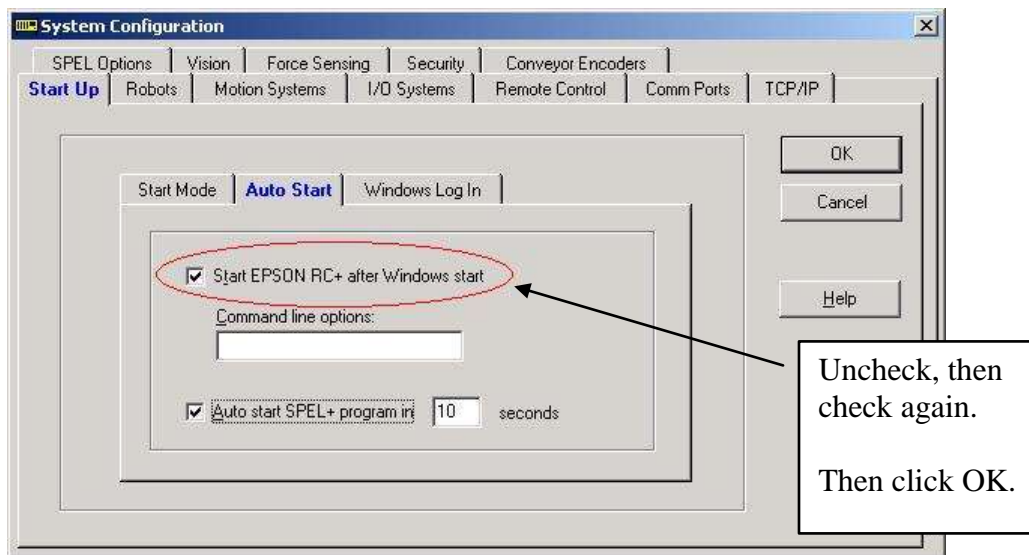 System Configuration
SPEL Options Vision Force Sensing Security Conveyor Encoders
Start Up Robots Motion Systems I/O Systems Remote Control Comm Ports TCP/IP
OK
Start Mode Auto Start Windows Log In
Cancel
Start EPSON RC+ after Windows start
Help
Command line options:
Uncheck, then
check again.
Auto start SPEL+ program in 10 seconds
Then click OK.